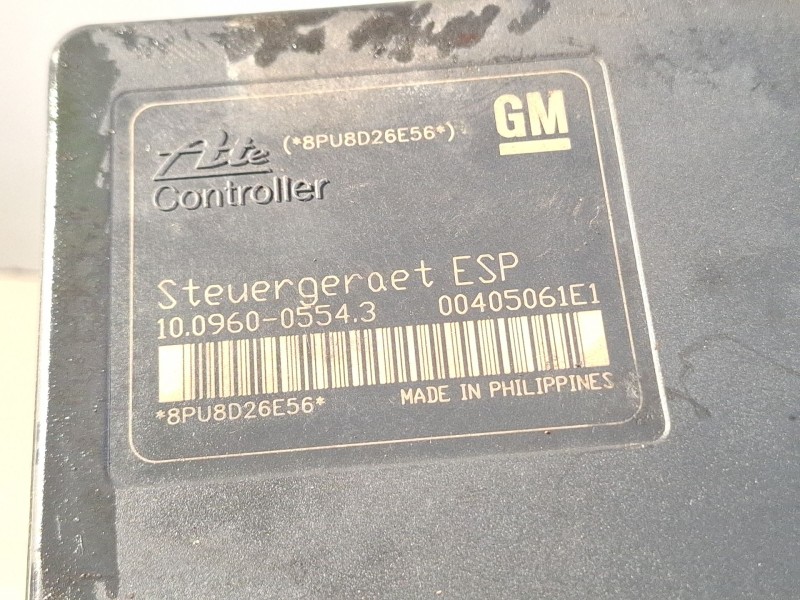 Ate (*8PU8D26E56*) GM
Controller
Steuergeraet ESP
10.0960-0554.3 00405061E1
*8PU8D26E56* MADE IN PHILIPPINES